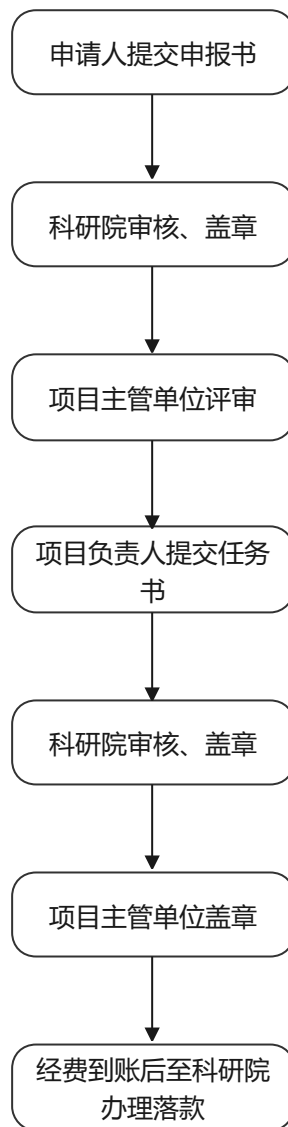 申请人提交申报书
科研院审核、盖章
项目主管单位评审
项目负责人提交任务
书
科研院审核、盖章
项目主管单位盖章
经费到账后至科研院
办理落款